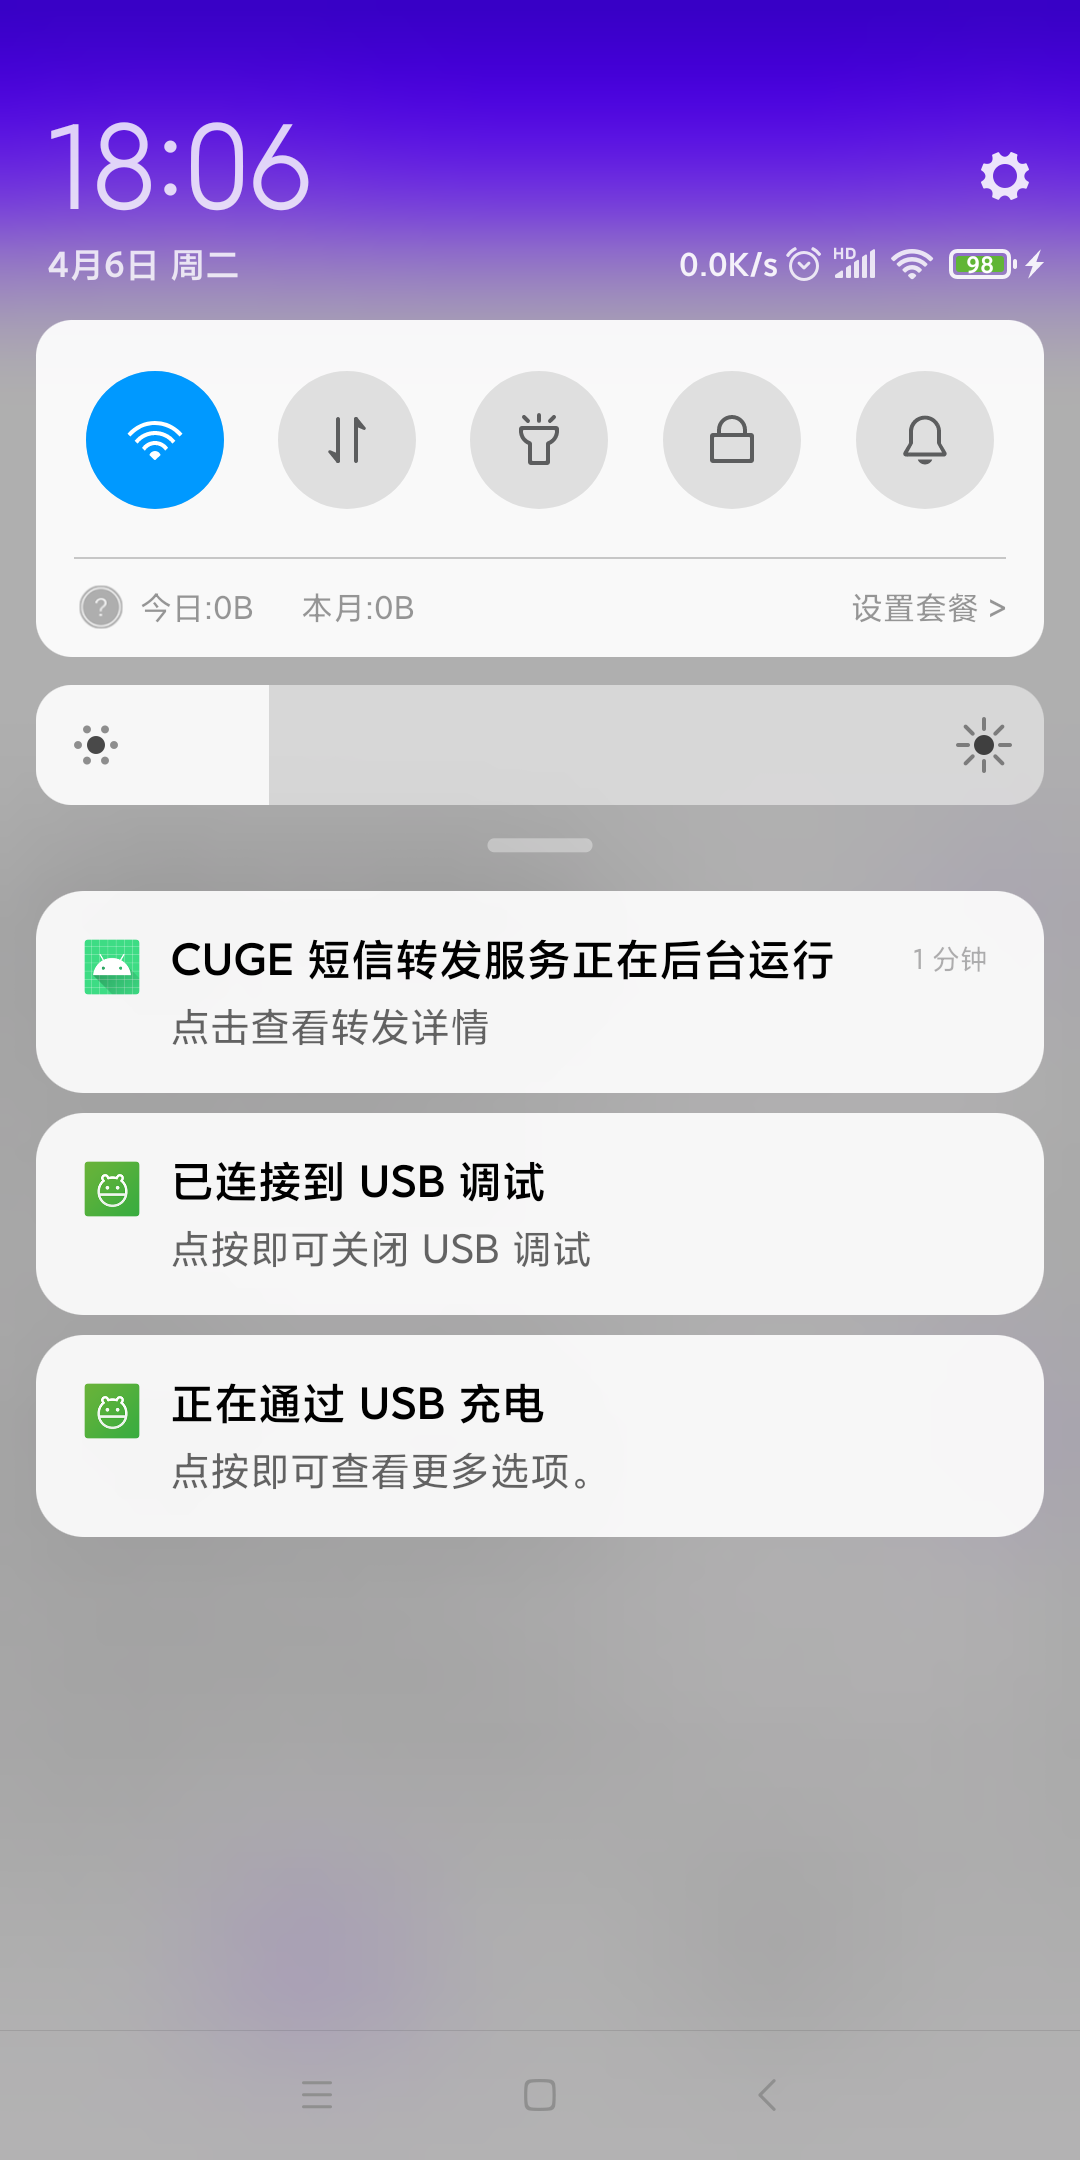 18:06
4月6日 周二
0.0K/s HD 98
今日:0B 本月:0B 设置套餐 >
CUGE 短信转发服务正在后台运行 1 分钟
点击查看转发详情
已连接到 USB 调试
点按即可关闭 USB 调试
正在通过 USB 充电
点按即可查看更多选项。